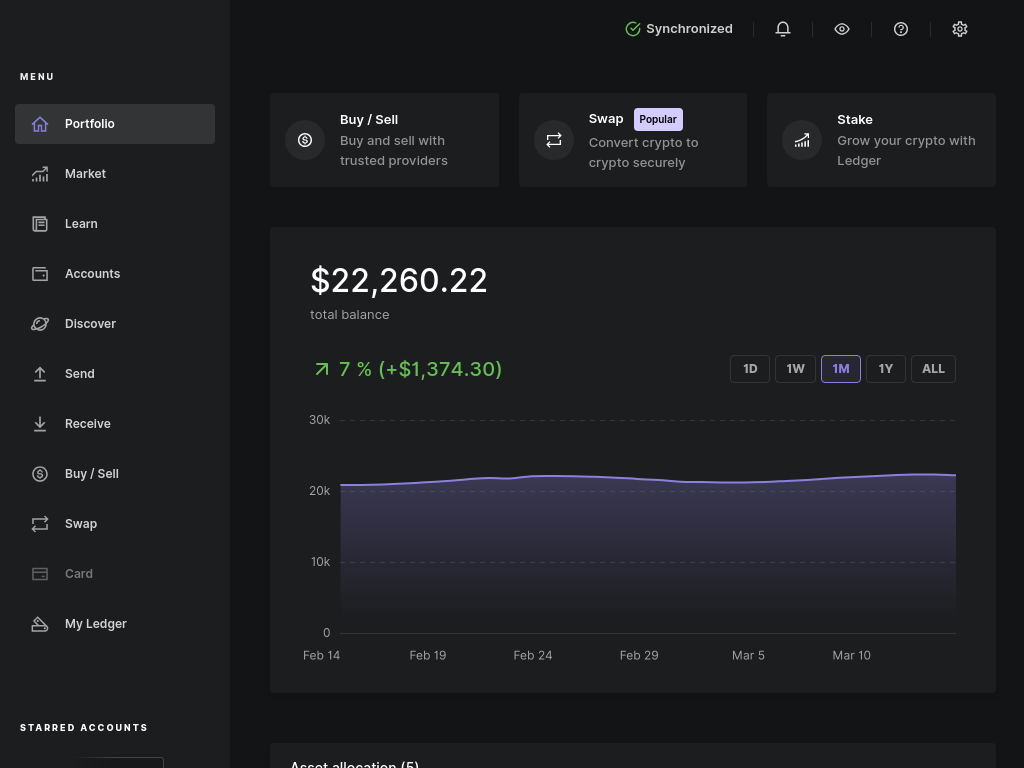 Synchronized
MENU
Portfolio
Market
Learn
Accounts
Discover
Send
Receive
Buy / Sell
Swap
Card
My Ledger
STARRED ACCOUNTS
Buy / Sell
Buy and sell with
trusted providers
Swap Popular
Convert crypto to
crypto securely
Stake
Grow your crypto with
Ledger
$22,260.22
total balance
7 % (+$1,374.30)
1D 1W 1M 1Y ALL
30k
20k
10k
0
Feb 14 Feb 19 Feb 24 Feb 29 Mar 5 Mar 10
Asset allocation (5)